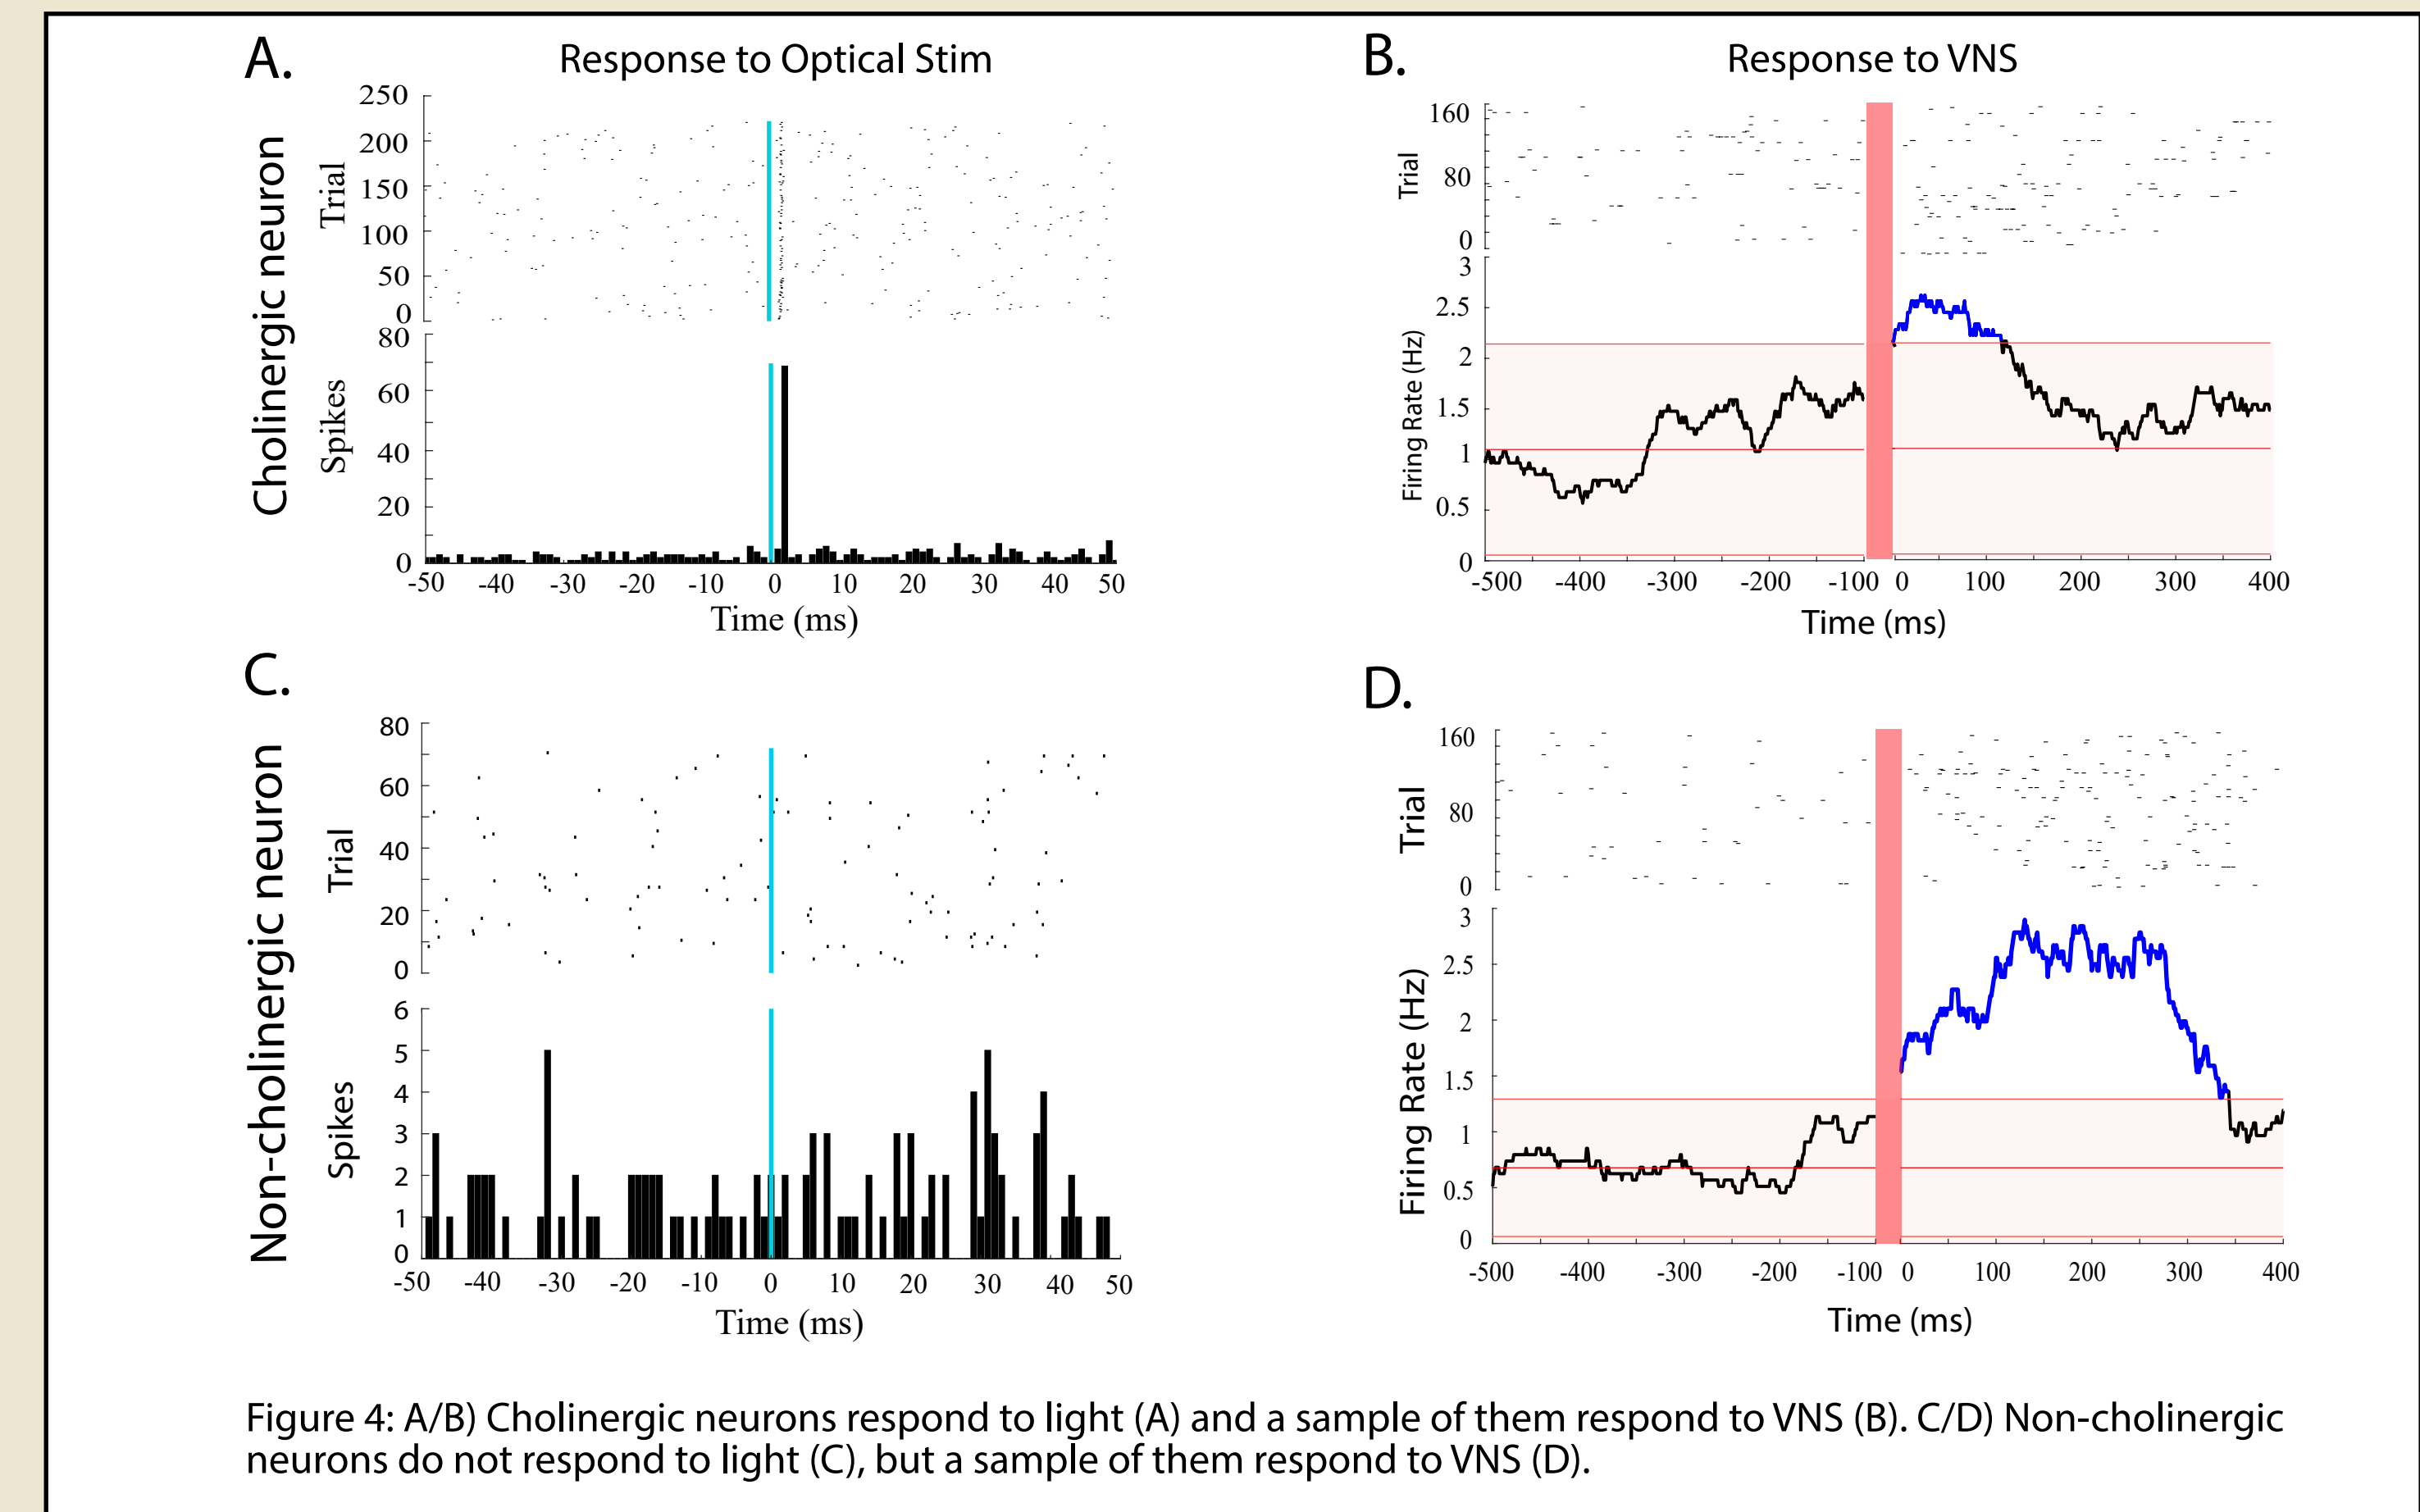 A.
Response to Optical Stim
Cholinergic neuron
Trial
250
200
150
100
50
0
Spikes
80
60
40
20
0
-50 -40 -30 -20 -10 0 10 20 30 40 50
Time (ms)
B.
Response to VNS
Trial
160
80
0
Firing Rate (Hz)
3
2.5
2
1.5
1
0.5
0
-500 -400 -300 -200 -100 0 100 200 300 400
Time (ms)
C.
Non-cholinergic neuron
Trial
80
60
40
20
0
Spikes
6
5
4
3
2
1
0
-50 -40 -30 -20 -10 0 10 20 30 40 50
Time (ms)
D.
Trial
160
80
0
Firing Rate (Hz)
3
2.5
2
1.5
1
0.5
0
-500 -400 -300 -200 -100 0 100 200 300 400
Time (ms)
Figure 4: A/B) Cholinergic neurons respond to light (A) and a sample of them respond to VNS (B). C/D) Non-cholinergic
neurons do not respond to light (C), but a sample of them respond to VNS (D).